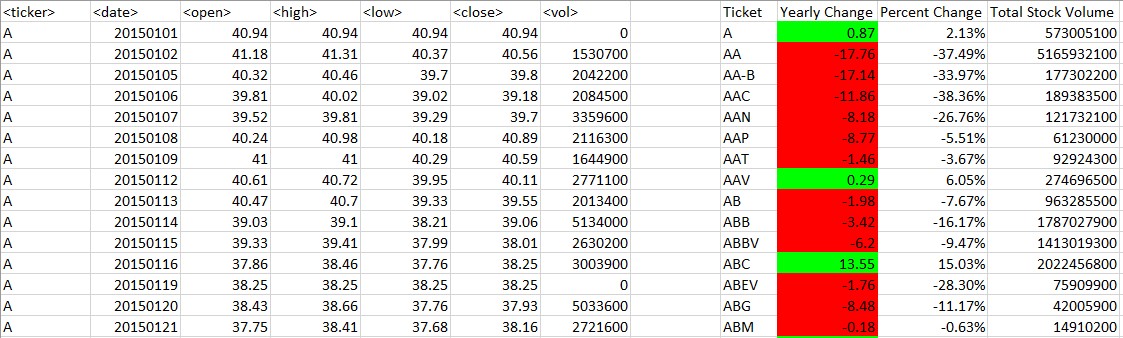 <ticker> <date> <open> <high> <low> <close> <vol> Ticket Yearly Change Percent Change Total Stock Volume
A 20150101 40.94 40.94 40.94 40.94 0 A 0.87 2.13% 573005100
A 20150102 41.18 41.31 40.37 40.56 1530700 AA -17.76 -37.49% 5165932100
A 20150105 40.32 40.46 39.7 39.8 2042200 AA-B -17.14 -33.97% 177302200
A 20150106 39.81 40.02 39.02 39.18 2084500 AAC -11.86 -38.36% 189383500
A 20150107 39.52 39.81 39.29 39.7 3359600 AAN -8.18 -26.76% 121732100
A 20150108 40.24 40.98 40.18 40.89 2116300 AAP -8.77 -5.51% 61230000
A 20150109 41 41 40.29 40.59 1644900 AAT -1.46 -3.67% 92924300
A 20150112 40.61 40.72 39.95 40.11 2771100 AAV 0.29 6.05% 274696500
A 20150113 40.47 40.7 39.33 39.55 2013400 AB -1.98 -7.67% 963285500
A 20150114 39.03 39.1 38.21 39.06 5134000 ABB -3.42 -16.17% 1787027900
A 20150115 39.33 39.41 37.99 38.01 2630200 ABBV -6.2 -9.47% 1413019300
A 20150116 37.86 38.46 37.76 38.25 3003900 ABC 13.55 15.03% 2022456800
A 20150119 38.25 38.25 38.25 38.25 0 ABEV -1.76 -28.30% 75909900
A 20150120 38.43 38.66 37.76 37.93 5033600 ABG -8.48 -11.17% 42005900
A 20150121 37.75 38.41 37.68 38.16 2721600 ABM -0.18 -0.63% 14910200